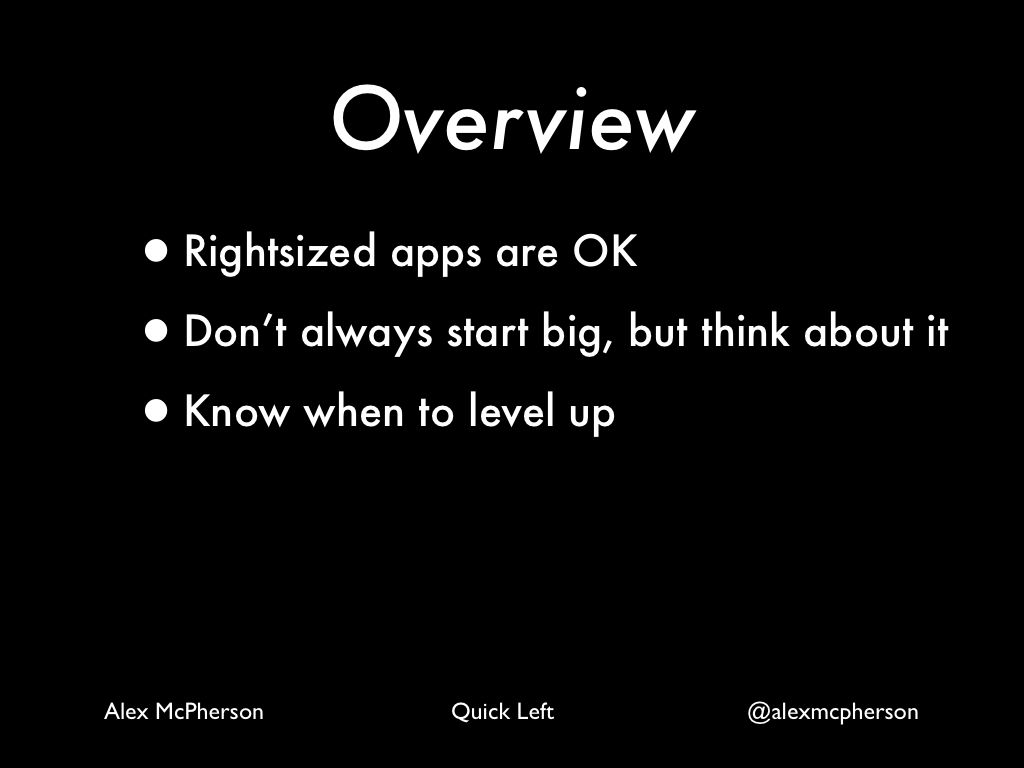 Overview
• Rightsized apps are OK
• Don’t always start big, but think about it
• Know when to level up
Alex McPherson Quick Left @alexmcpherson